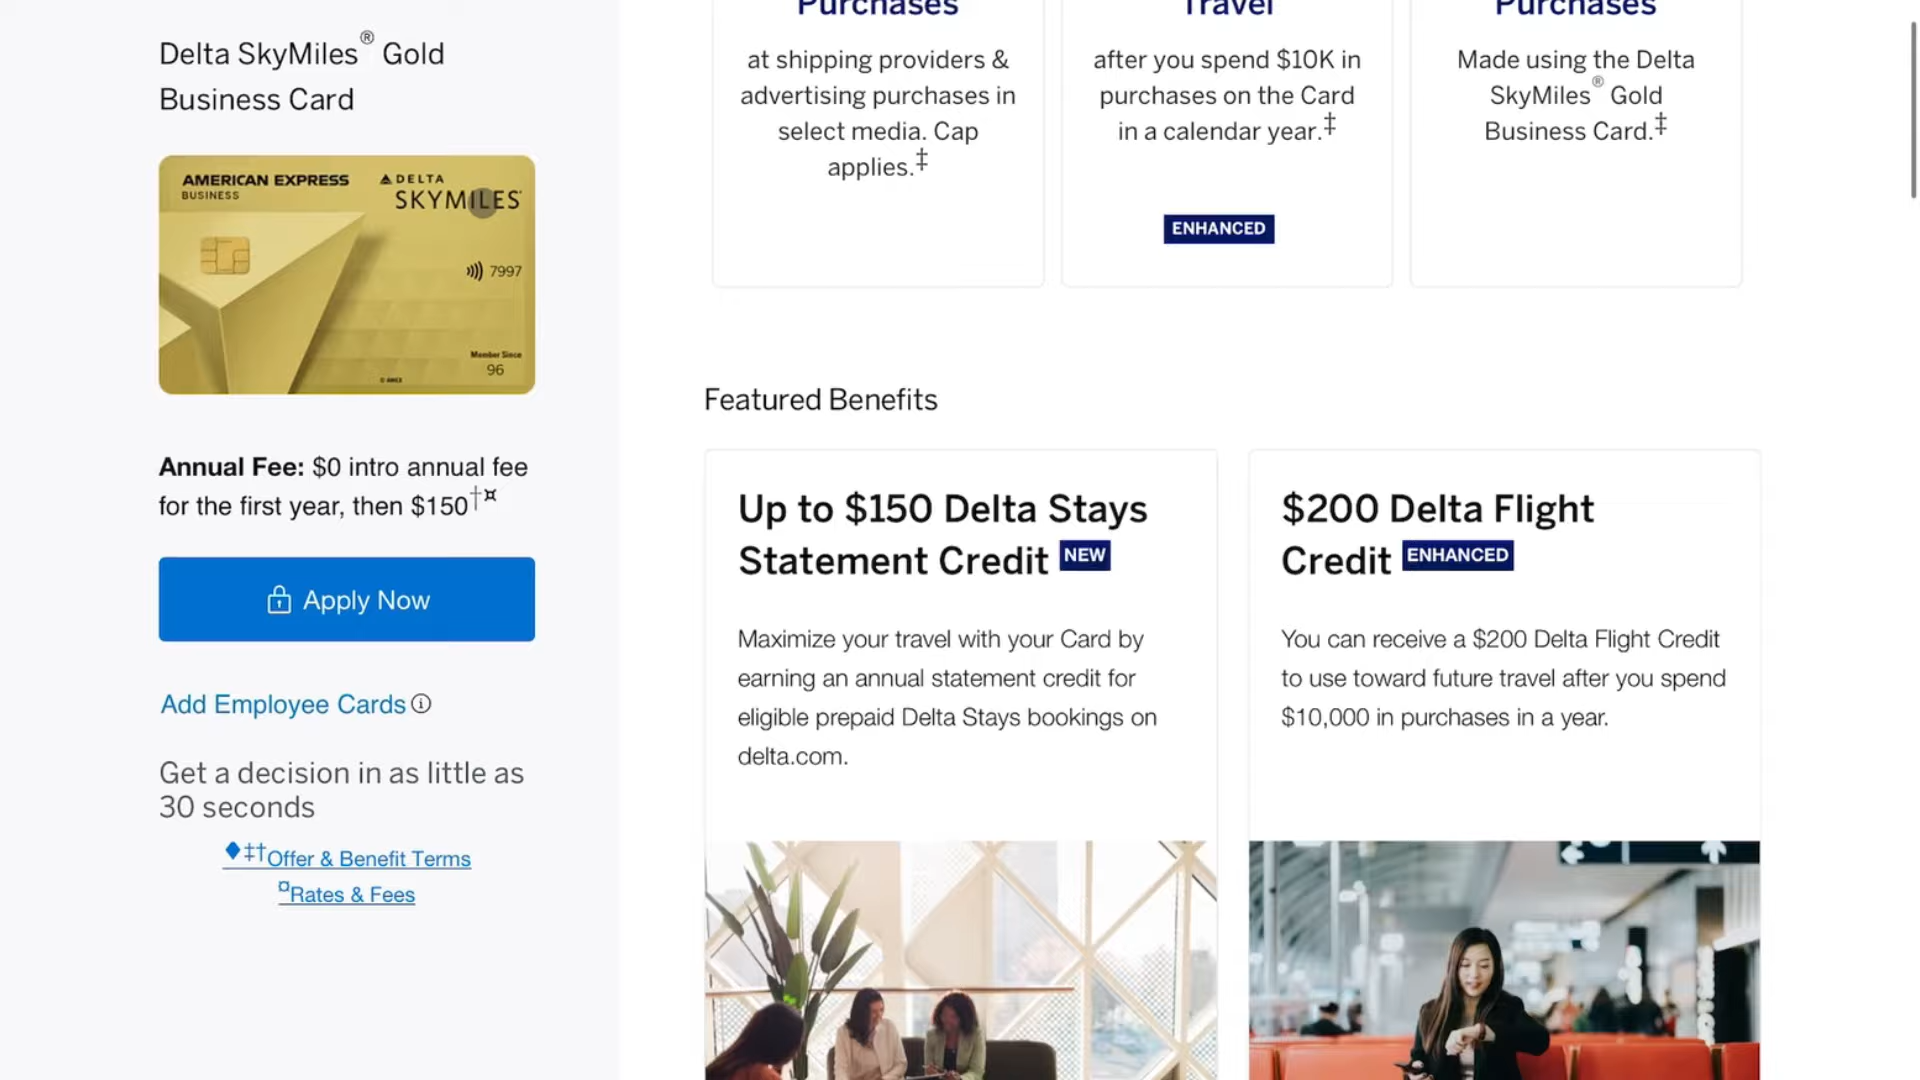 Delta SkyMiles® Gold
Business Card
AMERICAN EXPRESS
BUSINESS
DELTA
SKYMILES®
7997
Member Since
96
© AMEX
Annual Fee: $0 intro annual fee
for the first year, then $150†¤
Apply Now
Add Employee Cards
Get a decision in as little as
30 seconds
♦‡†Offer & Benefit Terms
¤Rates & Fees
Purchases
at shipping providers &
advertising purchases in
select media. Cap
applies.‡
Travel
after you spend $10K in
purchases on the Card
in a calendar year.‡
ENHANCED
Purchases
Made using the Delta
SkyMiles® Gold
Business Card.‡
Featured Benefits
Up to $150 Delta Stays
Statement Credit NEW
Maximize your travel with your Card by
earning an annual statement credit for
eligible prepaid Delta Stays bookings on
delta.com.
$200 Delta Flight
Credit ENHANCED
You can receive a $200 Delta Flight Credit
to use toward future travel after you spend
$10,000 in purchases in a year.